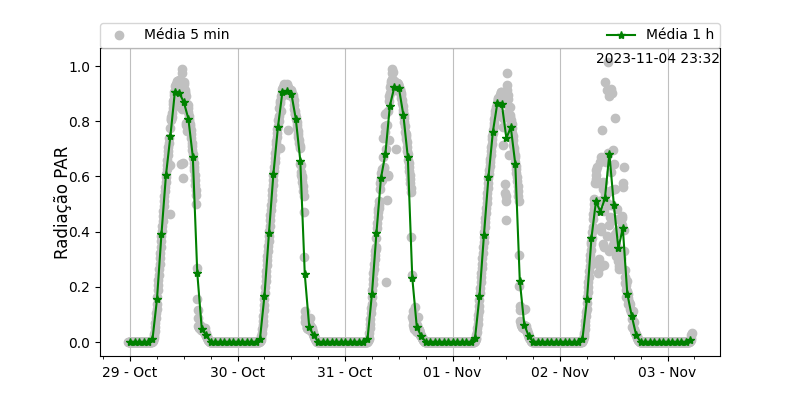 Média 5 min
Média 1 h
2023-11-04 23:32
Radiação PAR
1.0
0.8
0.6
0.4
0.2
0.0
29 - Oct
30 - Oct
31 - Oct
01 - Nov
02 - Nov
03 - Nov